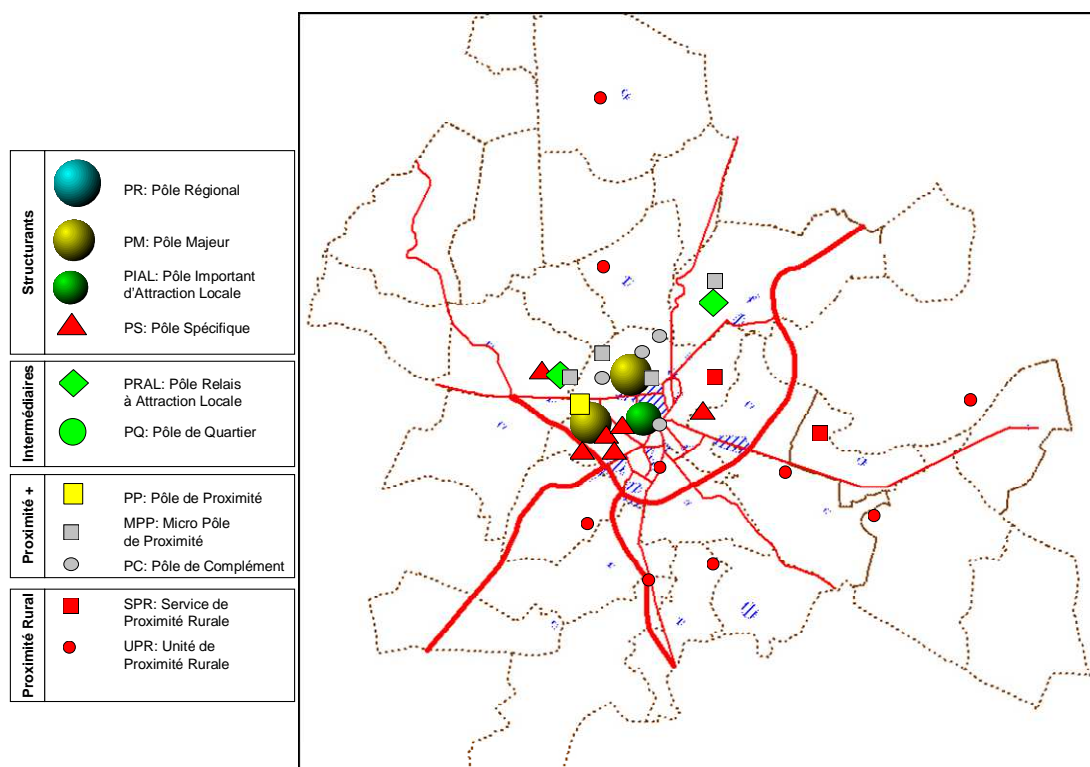 Structurants
PR: Pôle Régional
PM: Pôle Majeur
PIAL: Pôle Important
d'Attraction Locale
PS: Pôle Spécifique
Intermédiaires
PRAL: Pôle Relais
à Attraction Locale
PQ: Pôle de Quartier
Proximité +
PP: Pôle de Proximité
MPP: Micro Pôle
de Proximité
PC: Pôle de Complément
Proximité Rural
SPR: Service de
Proximité Rurale
UPR: Unité de
Proximité Rurale